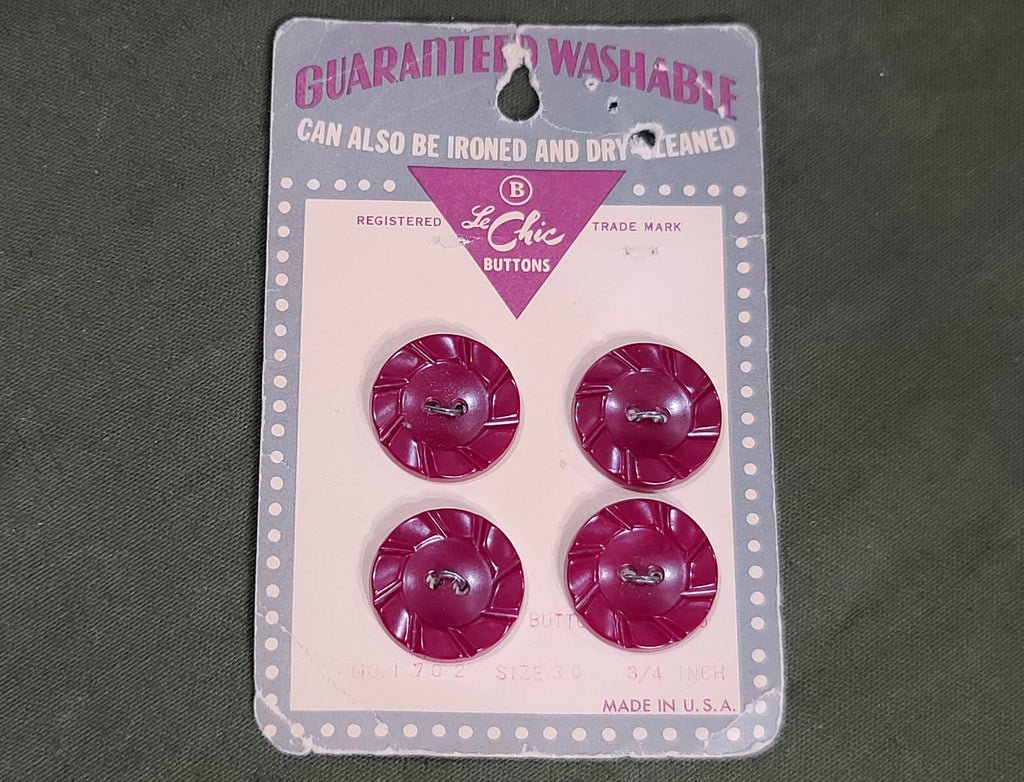 GUARANTEED WASHABLE
CAN ALSO BE IRONED AND DRY CLEANED
B
REGISTERED Le Chic TRADE MARK
BUTTONS
NO. 1702 SIZE 30 3/4 INCH
MADE IN U.S.A.